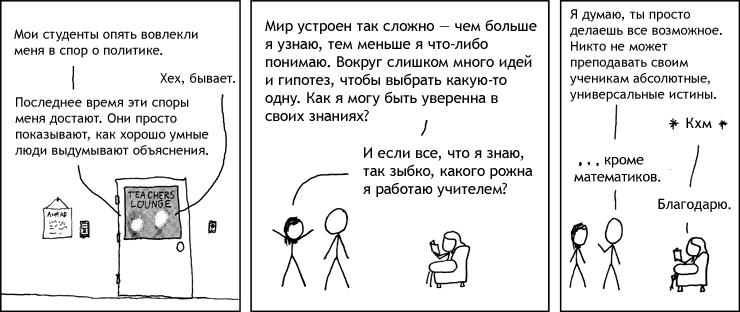 Мои студенты опять вовлекли
меня в спор о политике.
Хех, бывает.
Последнее время эти споры
меня достают. Они просто
показывают, как хорошо умные
люди выдумывают объяснения.
TEACHERS
LOUNGE
Мир устроен так сложно — чем больше
я узнаю, тем меньше я что-либо
понимаю. Вокруг слишком много идей
и гипотез, чтобы выбрать какую-то
одну. Как я могу быть уверенна в
своих знаниях?
И если все, что я знаю,
так зыбко, какого рожна
я работаю учителем?
Я думаю, ты просто
делаешь все возможное.
Никто не может
преподавать своим
ученикам абсолютные,
универсальные истины.
* Кхм *
...кроме
математиков.
Благодарю.